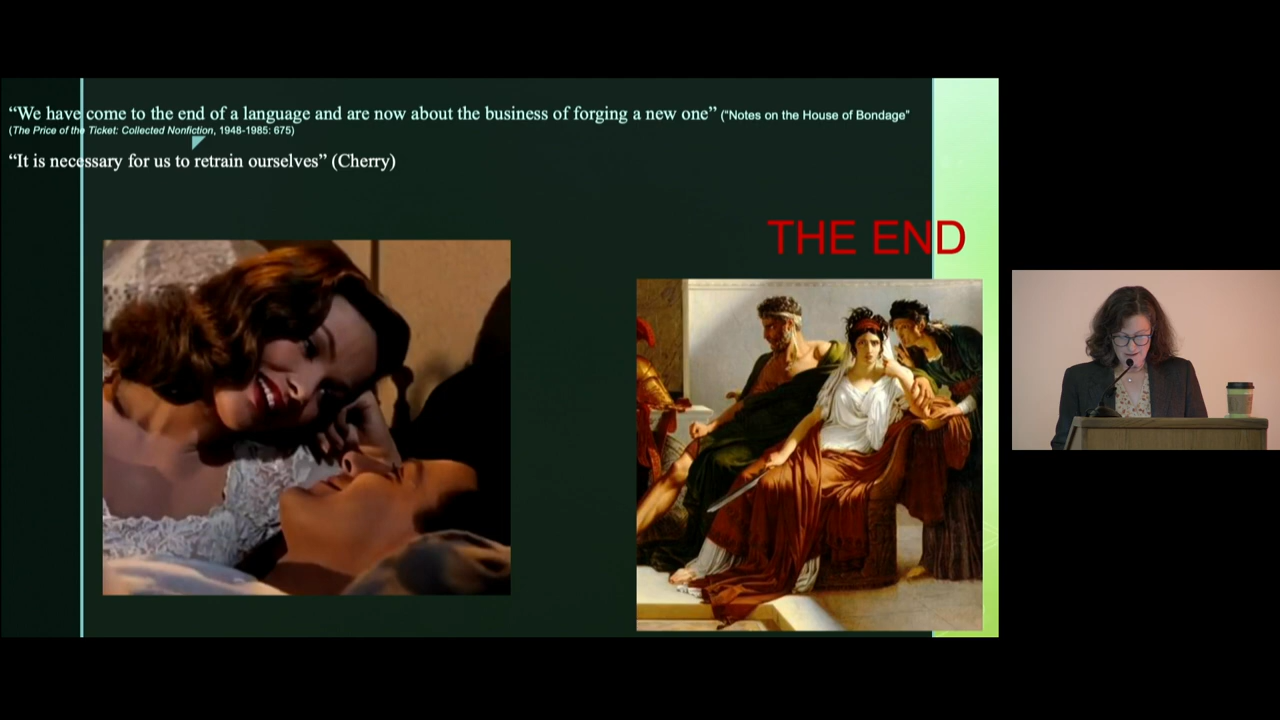 “We have come to the end of a language and are now about the business of forging a new one” (“Notes on the House of Bondage”
(The Price of the Ticket: Collected Nonfiction, 1948-1985: 675)
“It is necessary for us to retrain ourselves” (Cherry)
THE END